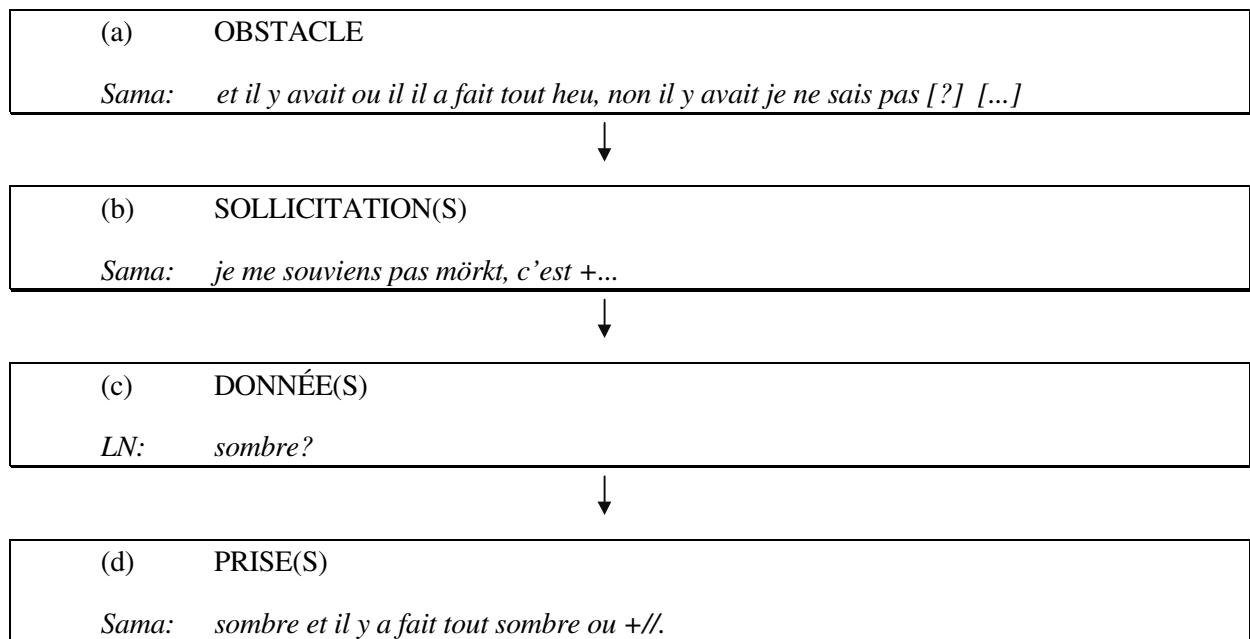 (a) OBSTACLE
Sama: et il y avait ou il il a fait tout heu, non il y avait je ne sais pas [?] [...]
(b) SOLLICITATION(S)
Sama: je me souviens pas mörkt, c’est +...
(c) DONNÉE(S)
LN: sombre?
(d) PRISE(S)
Sama: sombre et il y a fait tout sombre ou +//.